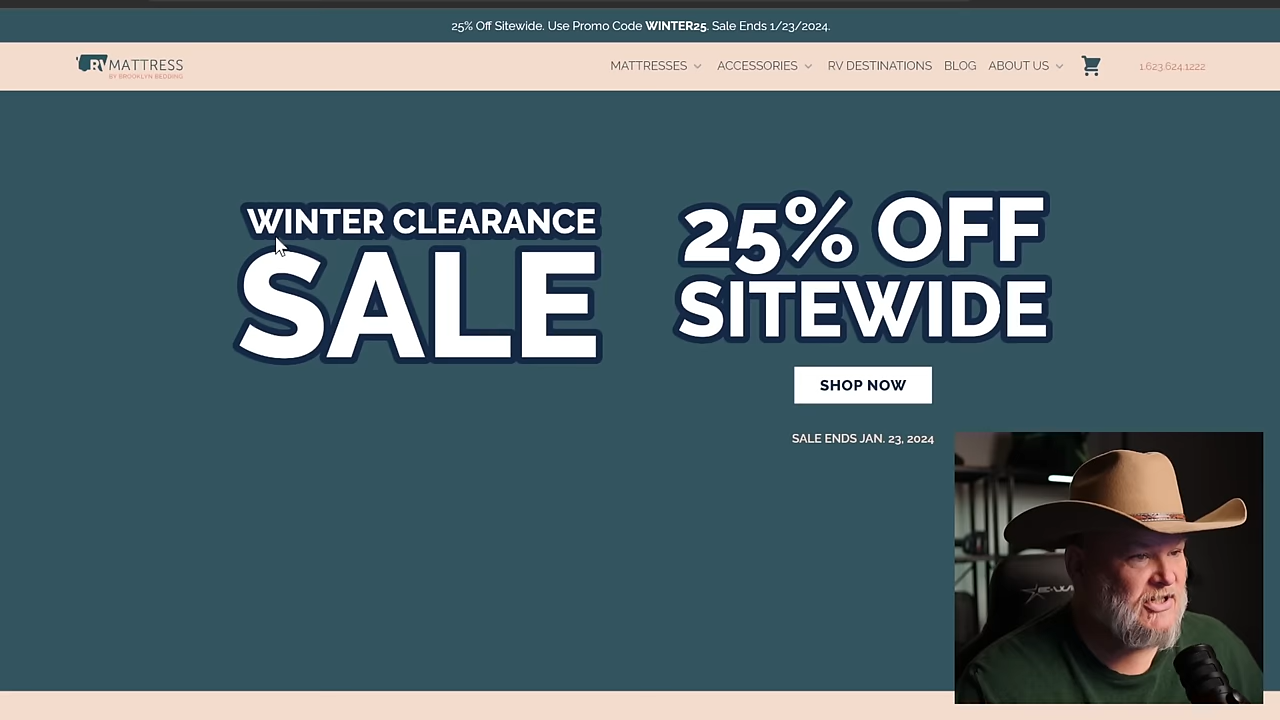 25% Off Sitewide. Use Promo Code WINTER25. Sale Ends 1/23/2024.
RVMATTRESS
BY BROOKLYN BEDDING
MATTRESSES ACCESSORIES RV DESTINATIONS BLOG ABOUT US 1.623.624.1222
WINTER CLEARANCE
SALE
25% OFF
SITEWIDE
SHOP NOW
SALE ENDS JAN. 23, 2024